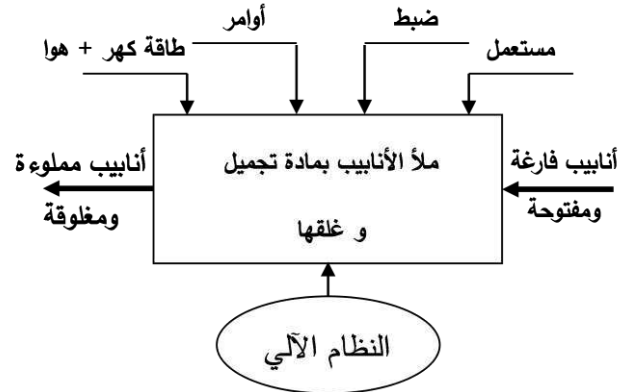 أوامر
ضبط
طاقة كهر + هوا
مستعمل
أنابيب فارغة
ومفتوحة
ملأ الأنابيب بمادة تجميل
و غلقها
أنابيب مملوءة
ومغلوقة
النظام الآلي